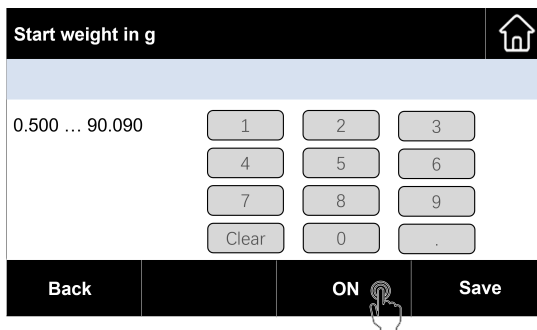 Start weight in g
0.500 ... 90.090
1 2 3
4 5 6
7 8 9
Clear 0 .
Back ON Save